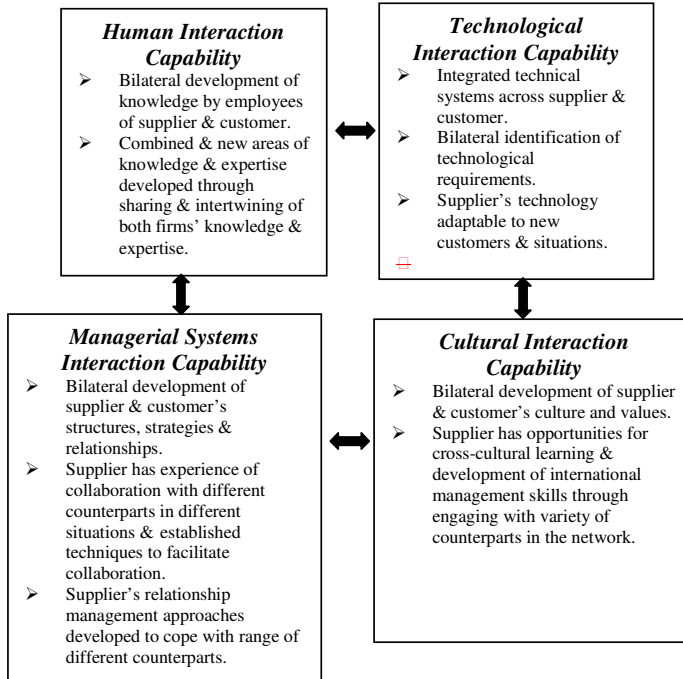 Human Interaction
Capability
➢ Bilateral development of
knowledge by employees
of supplier & customer.
➢ Combined & new areas of
knowledge & expertise
developed through
sharing & intertwining of
both firms’ knowledge &
expertise.
Technological
Interaction Capability
➢ Integrated technical
systems across supplier &
customer.
➢ Bilateral identification of
technological
requirements.
➢ Supplier’s technology
adaptable to new
customers & situations.
Managerial Systems
Interaction Capability
➢ Bilateral development of
supplier & customer’s
structures, strategies &
relationships.
➢ Supplier has experience of
collaboration with different
counterparts in different
situations & established
techniques to facilitate
collaboration.
➢ Supplier’s relationship
management approaches
developed to cope with range of
different counterparts.
Cultural Interaction
Capability
➢ Bilateral development of supplier
& customer’s culture and values.
➢ Supplier has opportunities for
cross-cultural learning &
development of international
management skills through
engaging with variety of
counterparts in the network.